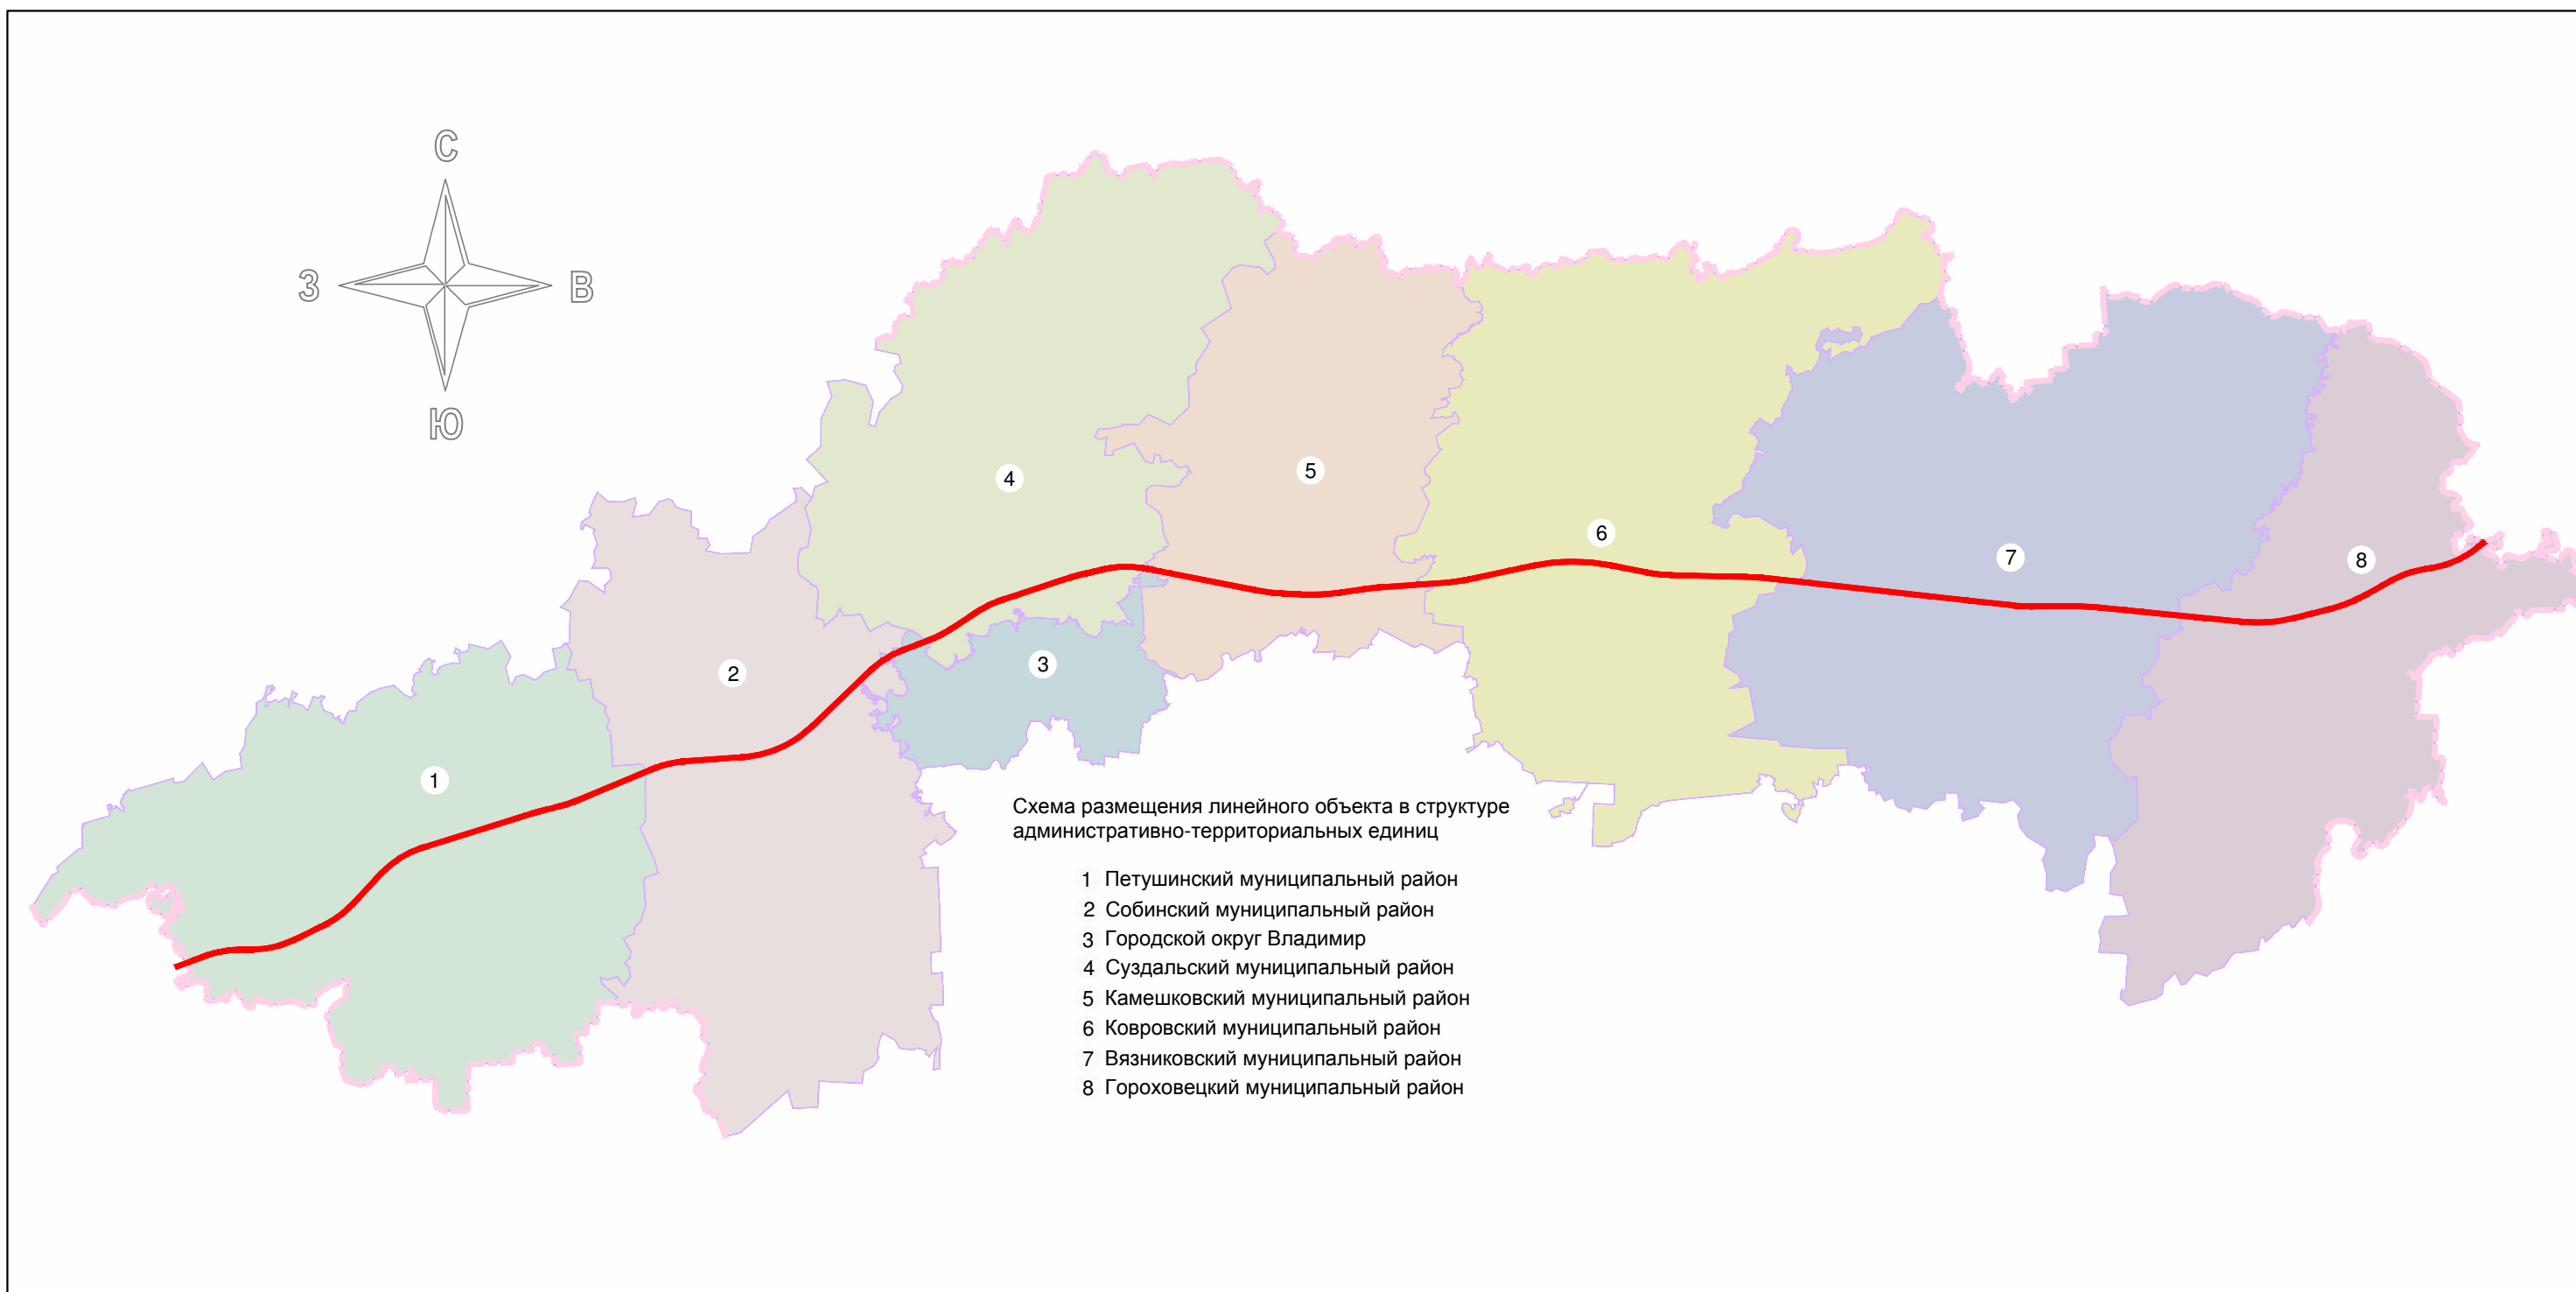 С
З
В
Ю
4
5
6
7
8
3
2
1
Схема размещения линейного объекта в структуре
административно-территориальных единиц
1 Петушинский муниципальный район
2 Собинский муниципальный район
3 Городской округ Владимир
4 Суздальский муниципальный район
5 Камешковский муниципальный район
6 Ковровский муниципальный район
7 Вязниковский муниципальный район
8 Гороховецкий муниципальный район